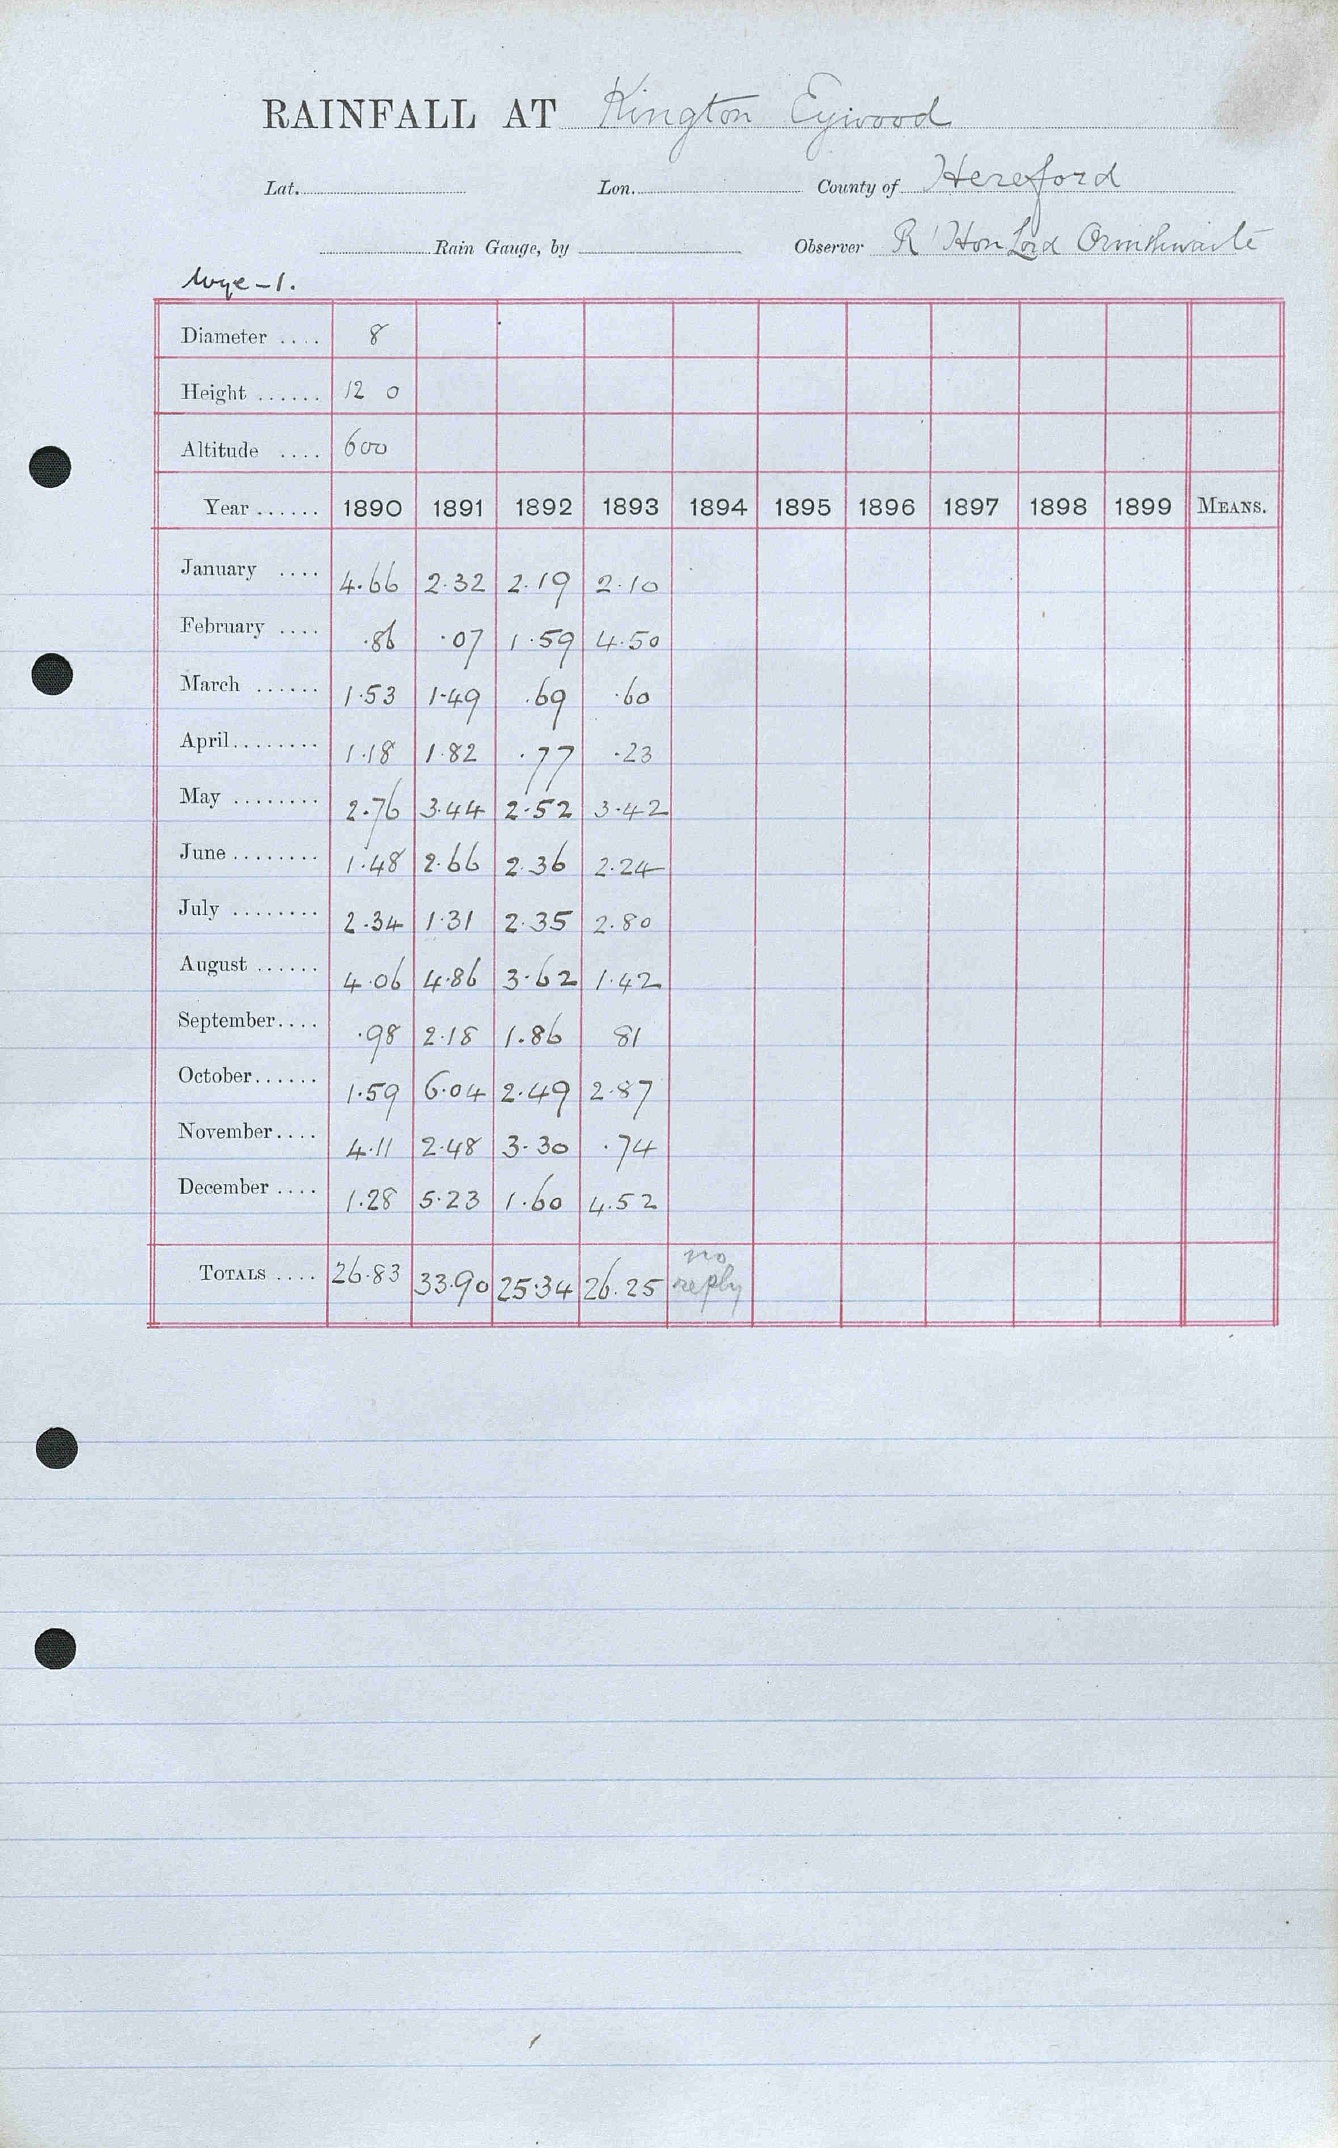 RAINFALL AT Kington Eywood
Lat. Lon. County of Hereford
Rain Gauge, by Observer Rt Hon Lord Ormthwaite
Wye - 1.
Diameter .... 8
Height ...... 12 0
Altitude .... 600
Year ...... 1890 1891 1892 1893 1894 1895 1896 1897 1898 1899 MEANS.
January .... 4.66 2.32 2.19 2.10
February .... .86 .07 1.59 4.50
March ...... 1.53 1.49 .69 .60
April........ 1.18 1.82 .77 .23
May ........ 2.76 3.44 2.52 3.42
June ........ 1.48 2.66 2.36 2.24
July ........ 2.34 1.31 2.35 2.80
August ...... 4.06 4.86 3.62 1.42
September.... .98 2.18 1.86 81
October...... 1.59 6.04 2.49 2.87
November.... 4.11 2.48 3.30 .74
December .... 1.28 5.23 1.60 4.52
TOTALS .... 26.83 33.90 25.34 26.25 no reply